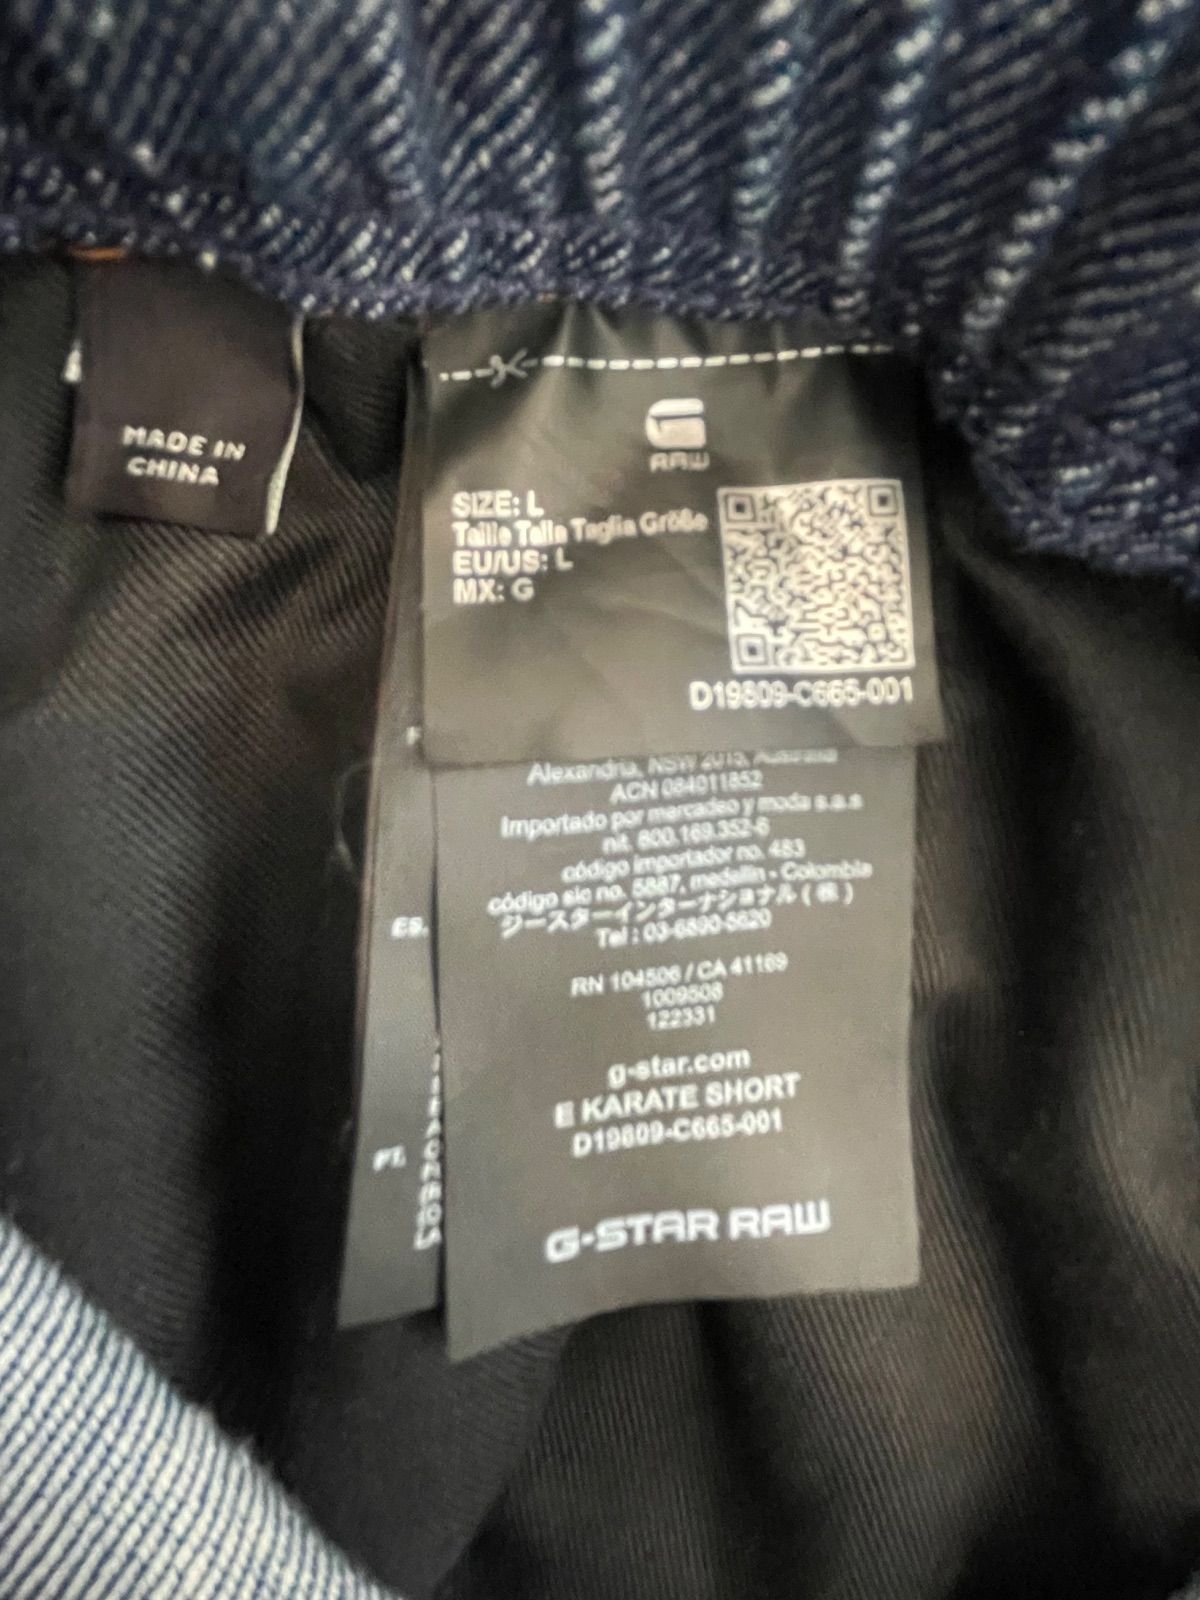 MADE IN
CHINA
RAW
SIZE: L
Taille Talla Taglia Größe
EU/US: L
MX: G
D19809-C665-001
Alexandria, NSW 2015, Australia
ACN 084011852
Importado por mercadeo y moda s.a.s
nit. 800.169.352-6
código importador no. 483
código sic no. 5887, medellin - Colombia
ジースターインターナショナル(株)
Tel : 03-6890-5620
RN 104506 / CA 41169
1009508
122331
g-star.com
E KARATE SHORT
D19809-C665-001
G-STAR RAW
ES.
PT.